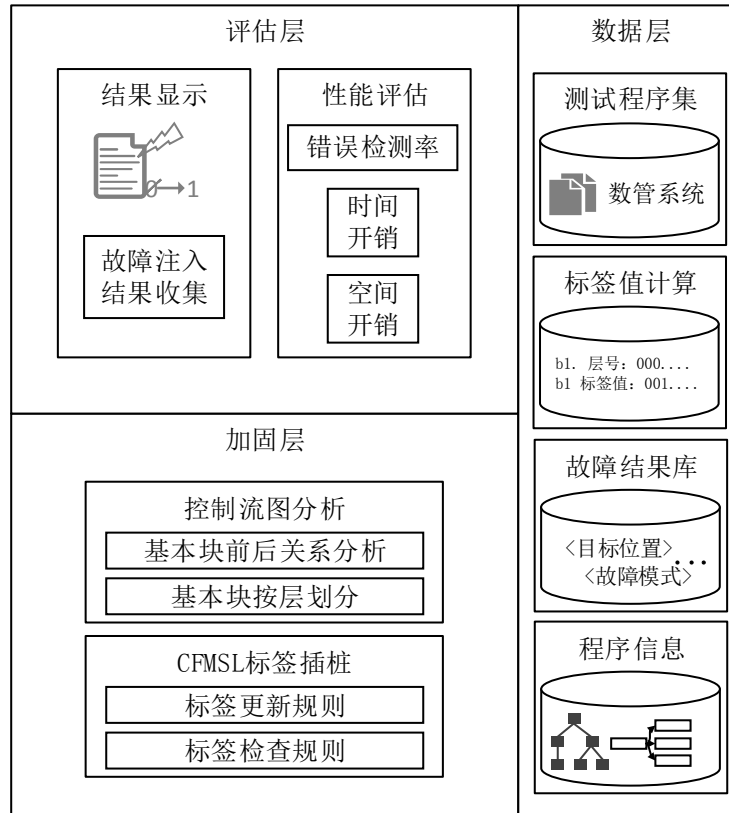 评估层
结果显示
0→1
故障注入
结果收集
性能评估
错误检测率
时间
开销
空间
开销
加固层
控制流图分析
基本块前后关系分析
基本块按层划分
CFMSL标签插桩
标签更新规则
标签检查规则
数据层
测试程序集
数管系统
标签值计算
b1. 层号：000....
b1 标签值：001....
故障结果库
<目标位置>
...
<故障模式>
程序信息